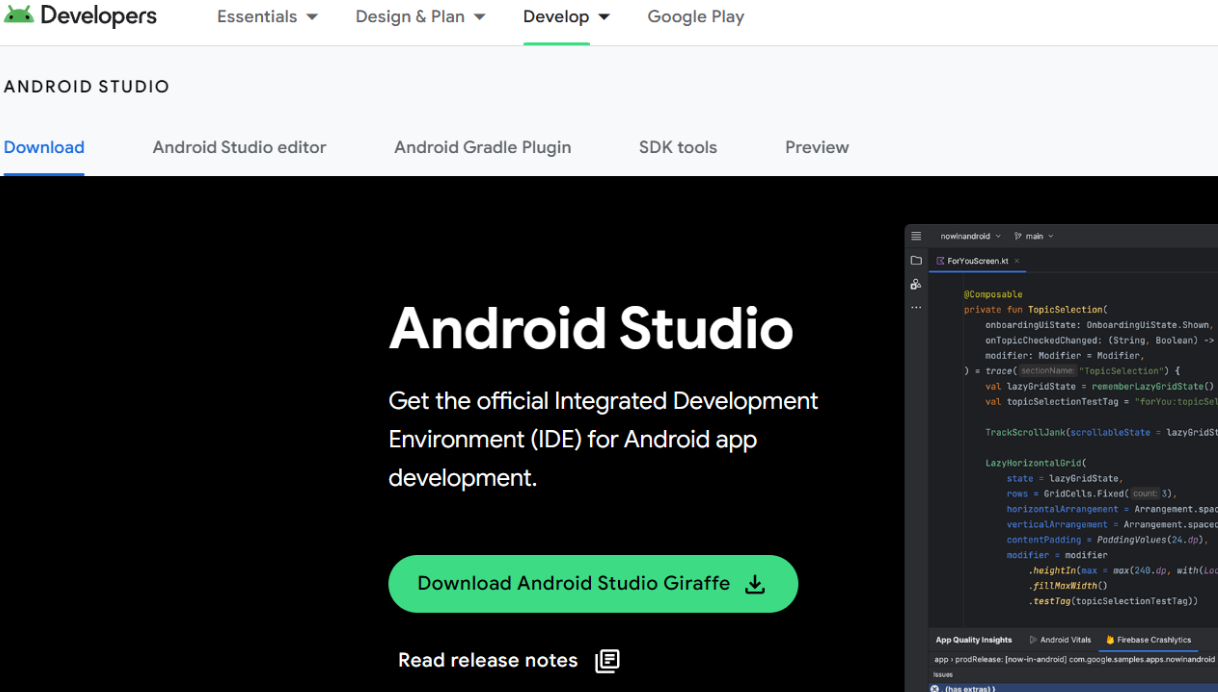 Developers
Essentials
Design & Plan
Develop
Google Play
ANDROID STUDIO
Download
Android Studio editor
Android Gradle Plugin
SDK tools
Preview
Android Studio
Get the official Integrated Development
Environment (IDE) for Android app
development.
Download Android Studio Giraffe
Read release notes
nowinandroid
main
ForYouScreen.kt
@Composable
private fun TopicSelection(
onboardingUiState: OnboardingUiState.Shown,
onTopicCheckedChanged: (String, Boolean) ->
modifier: Modifier = Modifier,
) = trace( sectionName: "TopicSelection") {
val lazyGridState = rememberLazyGridState()
val topicSelectionTestTag = "forYou:topicSel
TrackScrollJank(scrollableState = lazyGridSt
LazyHorizontalGrid(
state = lazyGridState,
rows = GridCells.Fixed( count: 3),
horizontalArrangement = Arrangement.spac
verticalArrangement = Arrangement.spaced
contentPadding = PaddingValues(24.dp),
modifier = modifier
.heightIn(max = max(240.dp, with(Loc
.fillMaxWidth()
.testTag(topicSelectionTestTag))
App Quality Insights
Android Vitals
Firebase Crashlytics
app › prodRelease: [now-in-android] com.google.samples.apps.nowinandroid
Issues
(has extras) }